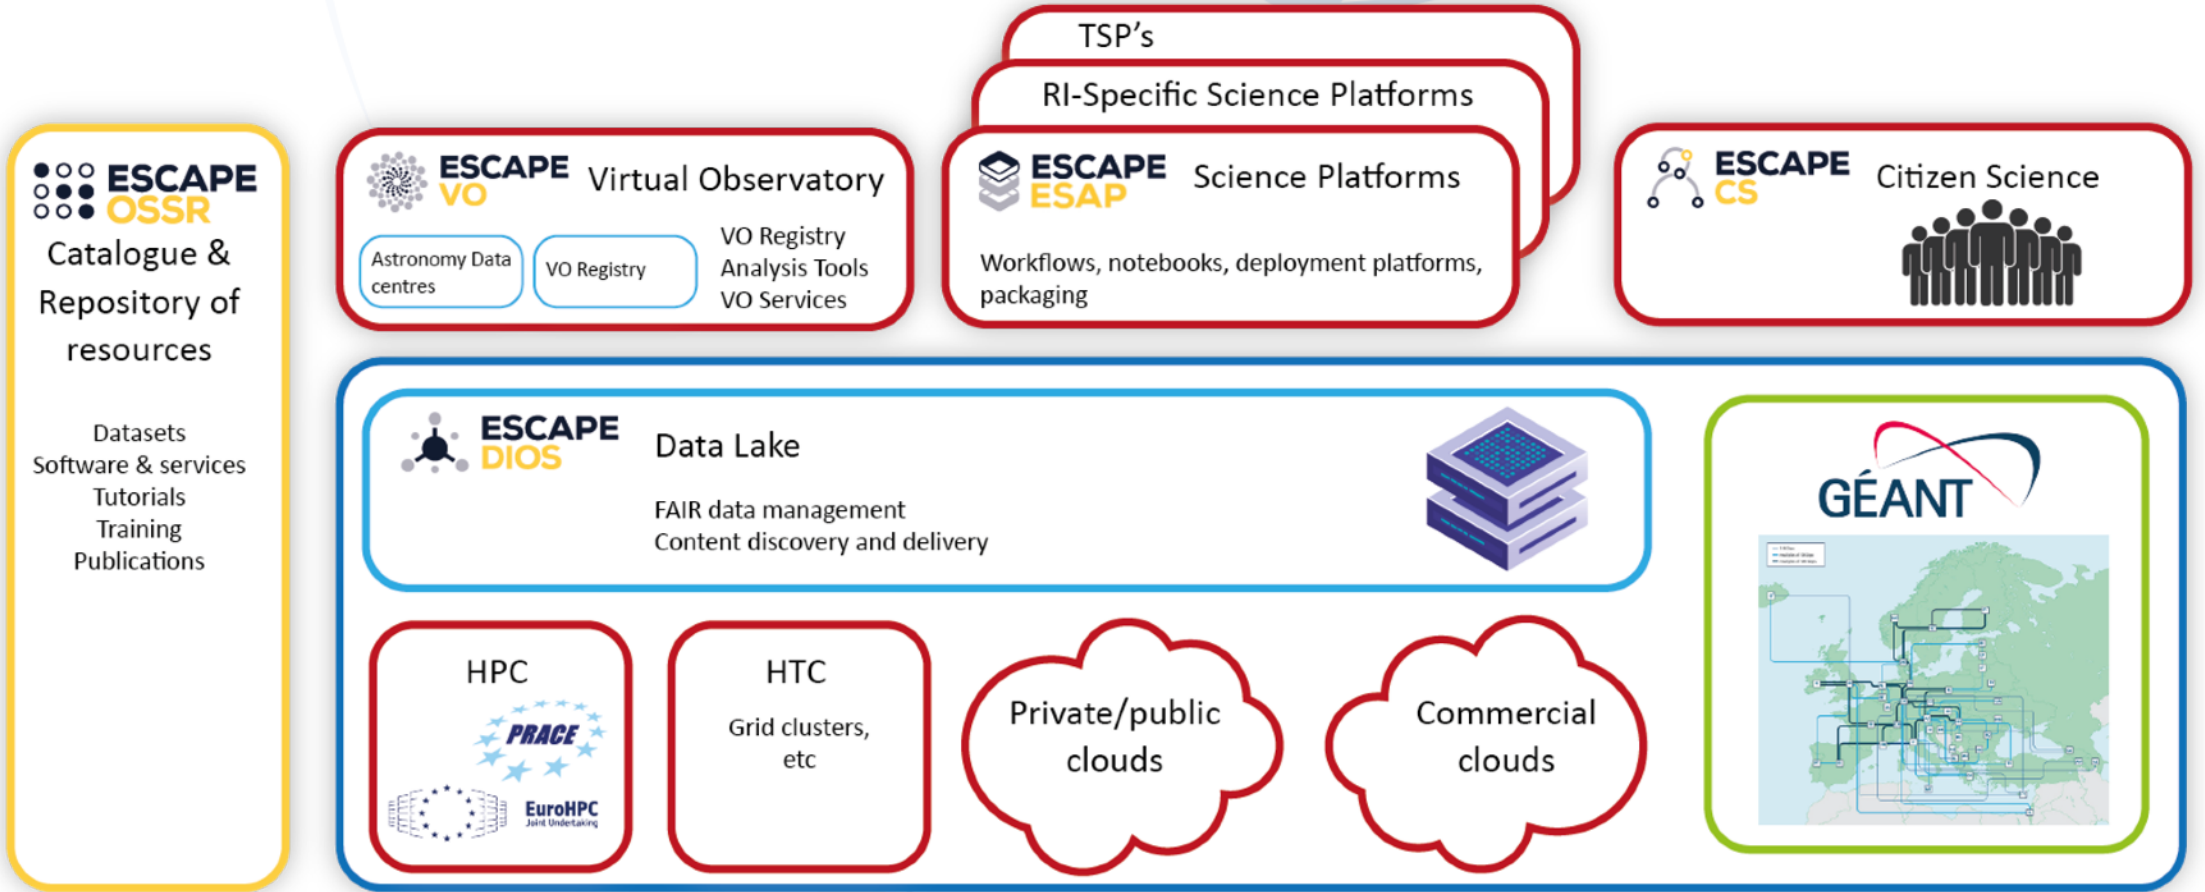 TSP's
RI-Specific Science Platforms
ESCAPE
OSSR
Catalogue &
Repository of
resources
Datasets
Software & services
Tutorials
Training
Publications
ESCAPE
VO
Virtual Observatory
Astronomy Data
centres
VO Registry
VO Registry
Analysis Tools
VO Services
ESCAPE
ESAP
Science Platforms
Workflows, notebooks, deployment platforms,
packaging
ESCAPE
CS
Citizen Science
ESCAPE
DIOS
Data Lake
FAIR data management
Content discovery and delivery
GÉANT
HPC
PRACE
EuroHPC
Joint Undertaking
HTC
Grid clusters,
etc
Private/public
clouds
Commercial
clouds